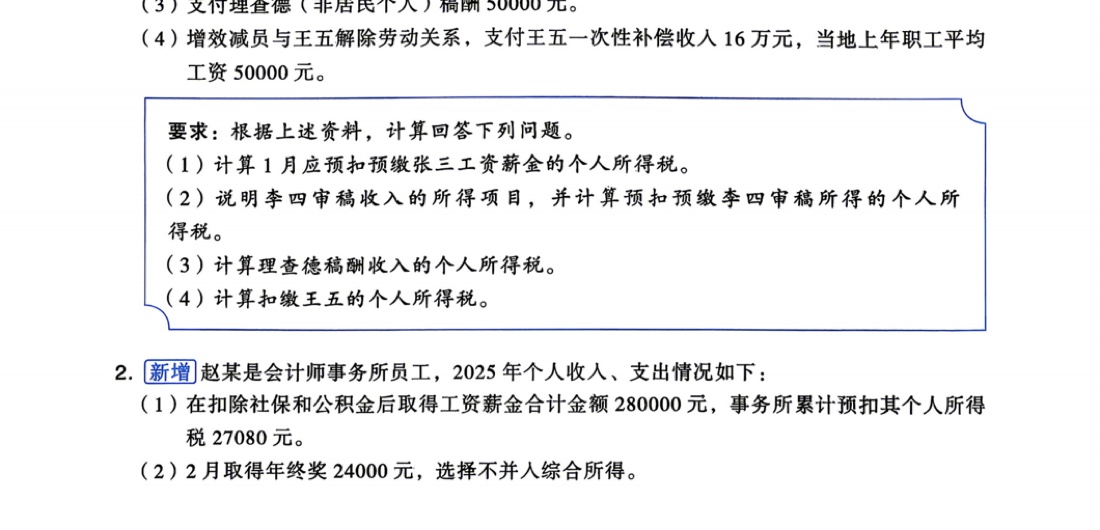 （3）支付理查德（非居民个人）稿酬 50000 元。
（4）增效减员与王五解除劳动关系，支付王五一次性补偿收入 16 万元，当地上年职工平均
工资 50000 元。
要求：根据上述资料，计算回答下列问题。
（1）计算 1 月应预扣预缴张三工资薪金的个人所得税。
（2）说明李四审稿收入的所得项目，并计算预扣预缴李四审稿所得的个人所
得税。
（3）计算理查德稿酬收入的个人所得税。
（4）计算扣缴王五的个人所得税。
2. 新增 赵某是会计师事务所员工，2025 年个人收入、支出情况如下：
（1）在扣除社保和公积金后取得工资薪金合计金额 280000 元，事务所累计预扣其个人所得
税 27080 元。
（2）2 月取得年终奖 24000 元，选择不并入综合所得。